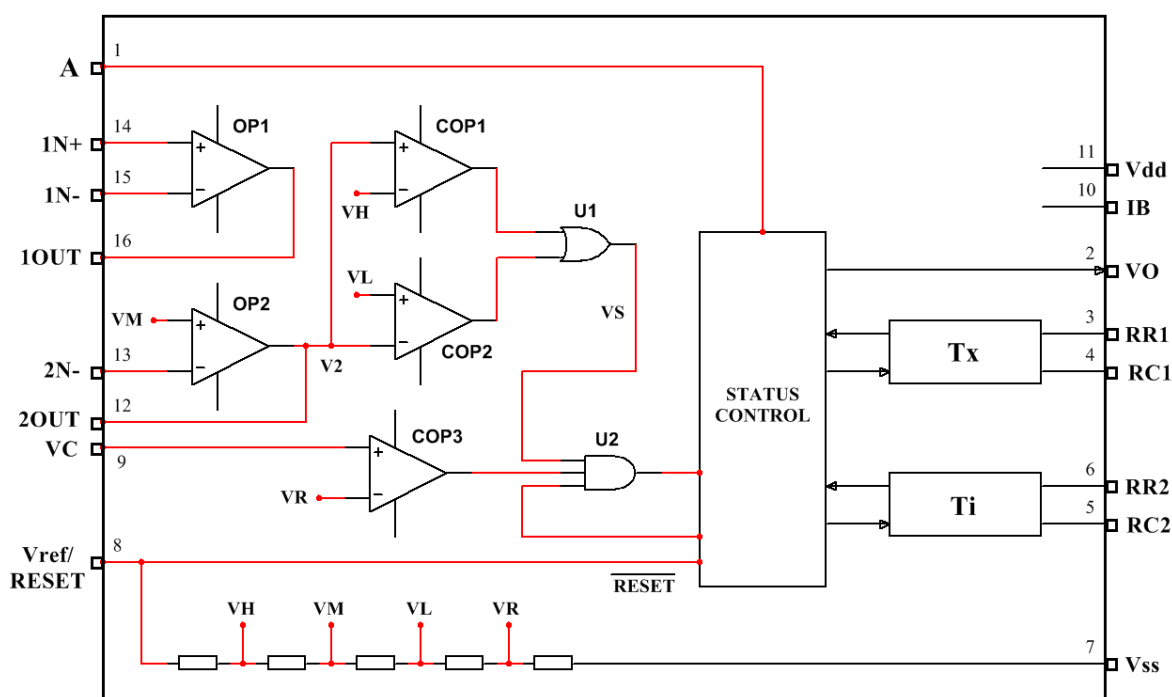 1
A
14
1N+
OP1
COP1
+
+
15
1N-
−
−
VH
U1
16
1OUT
11
Vdd
10
IB
2
VO
VM
OP2
+
VL
+
COP2
−
VS
13
2N-
−
V2
12
2OUT
3
RR1
Tx
4
RC1
STATUS
CONTROL
VC
9
COP3
+
VR
−
U2
6
RR2
Ti
5
RC2
8
Vref/
RESET
RESET
VH
VM
VL
VR
7
Vss